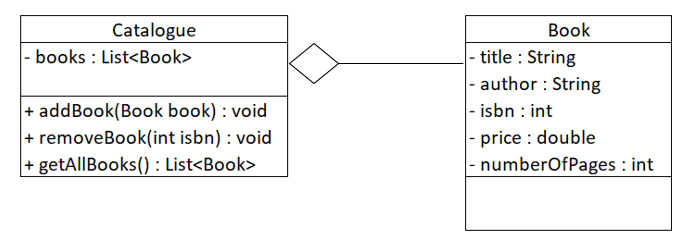 Catalogue
- books : List<Book>
+ addBook(Book book) : void
+ removeBook(int isbn) : void
+ getAllBooks() : List<Book>
Book
- title : String
- author : String
- isbn : int
- price : double
- numberOfPages : int